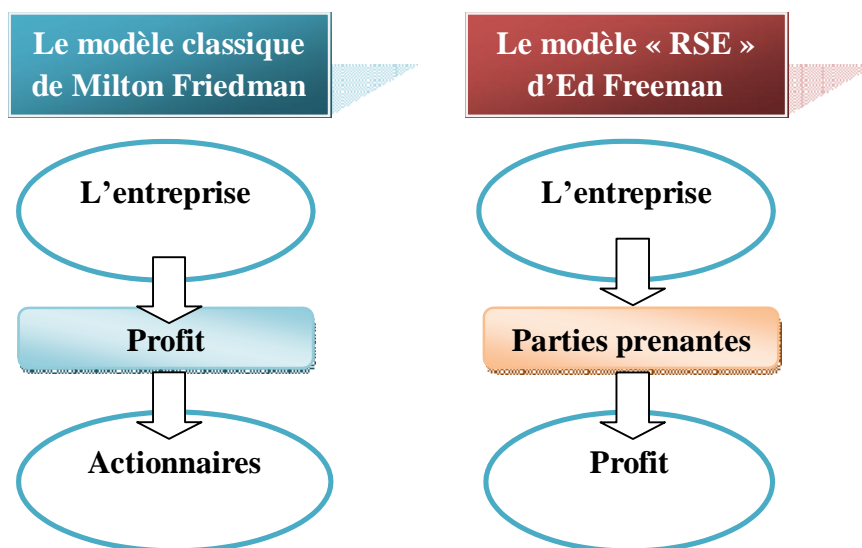 Le modèle classique
de Milton Friedman
L’entreprise
Profit
Actionnaires
Le modèle « RSE »
d’Ed Freeman
L’entreprise
Parties prenantes
Profit